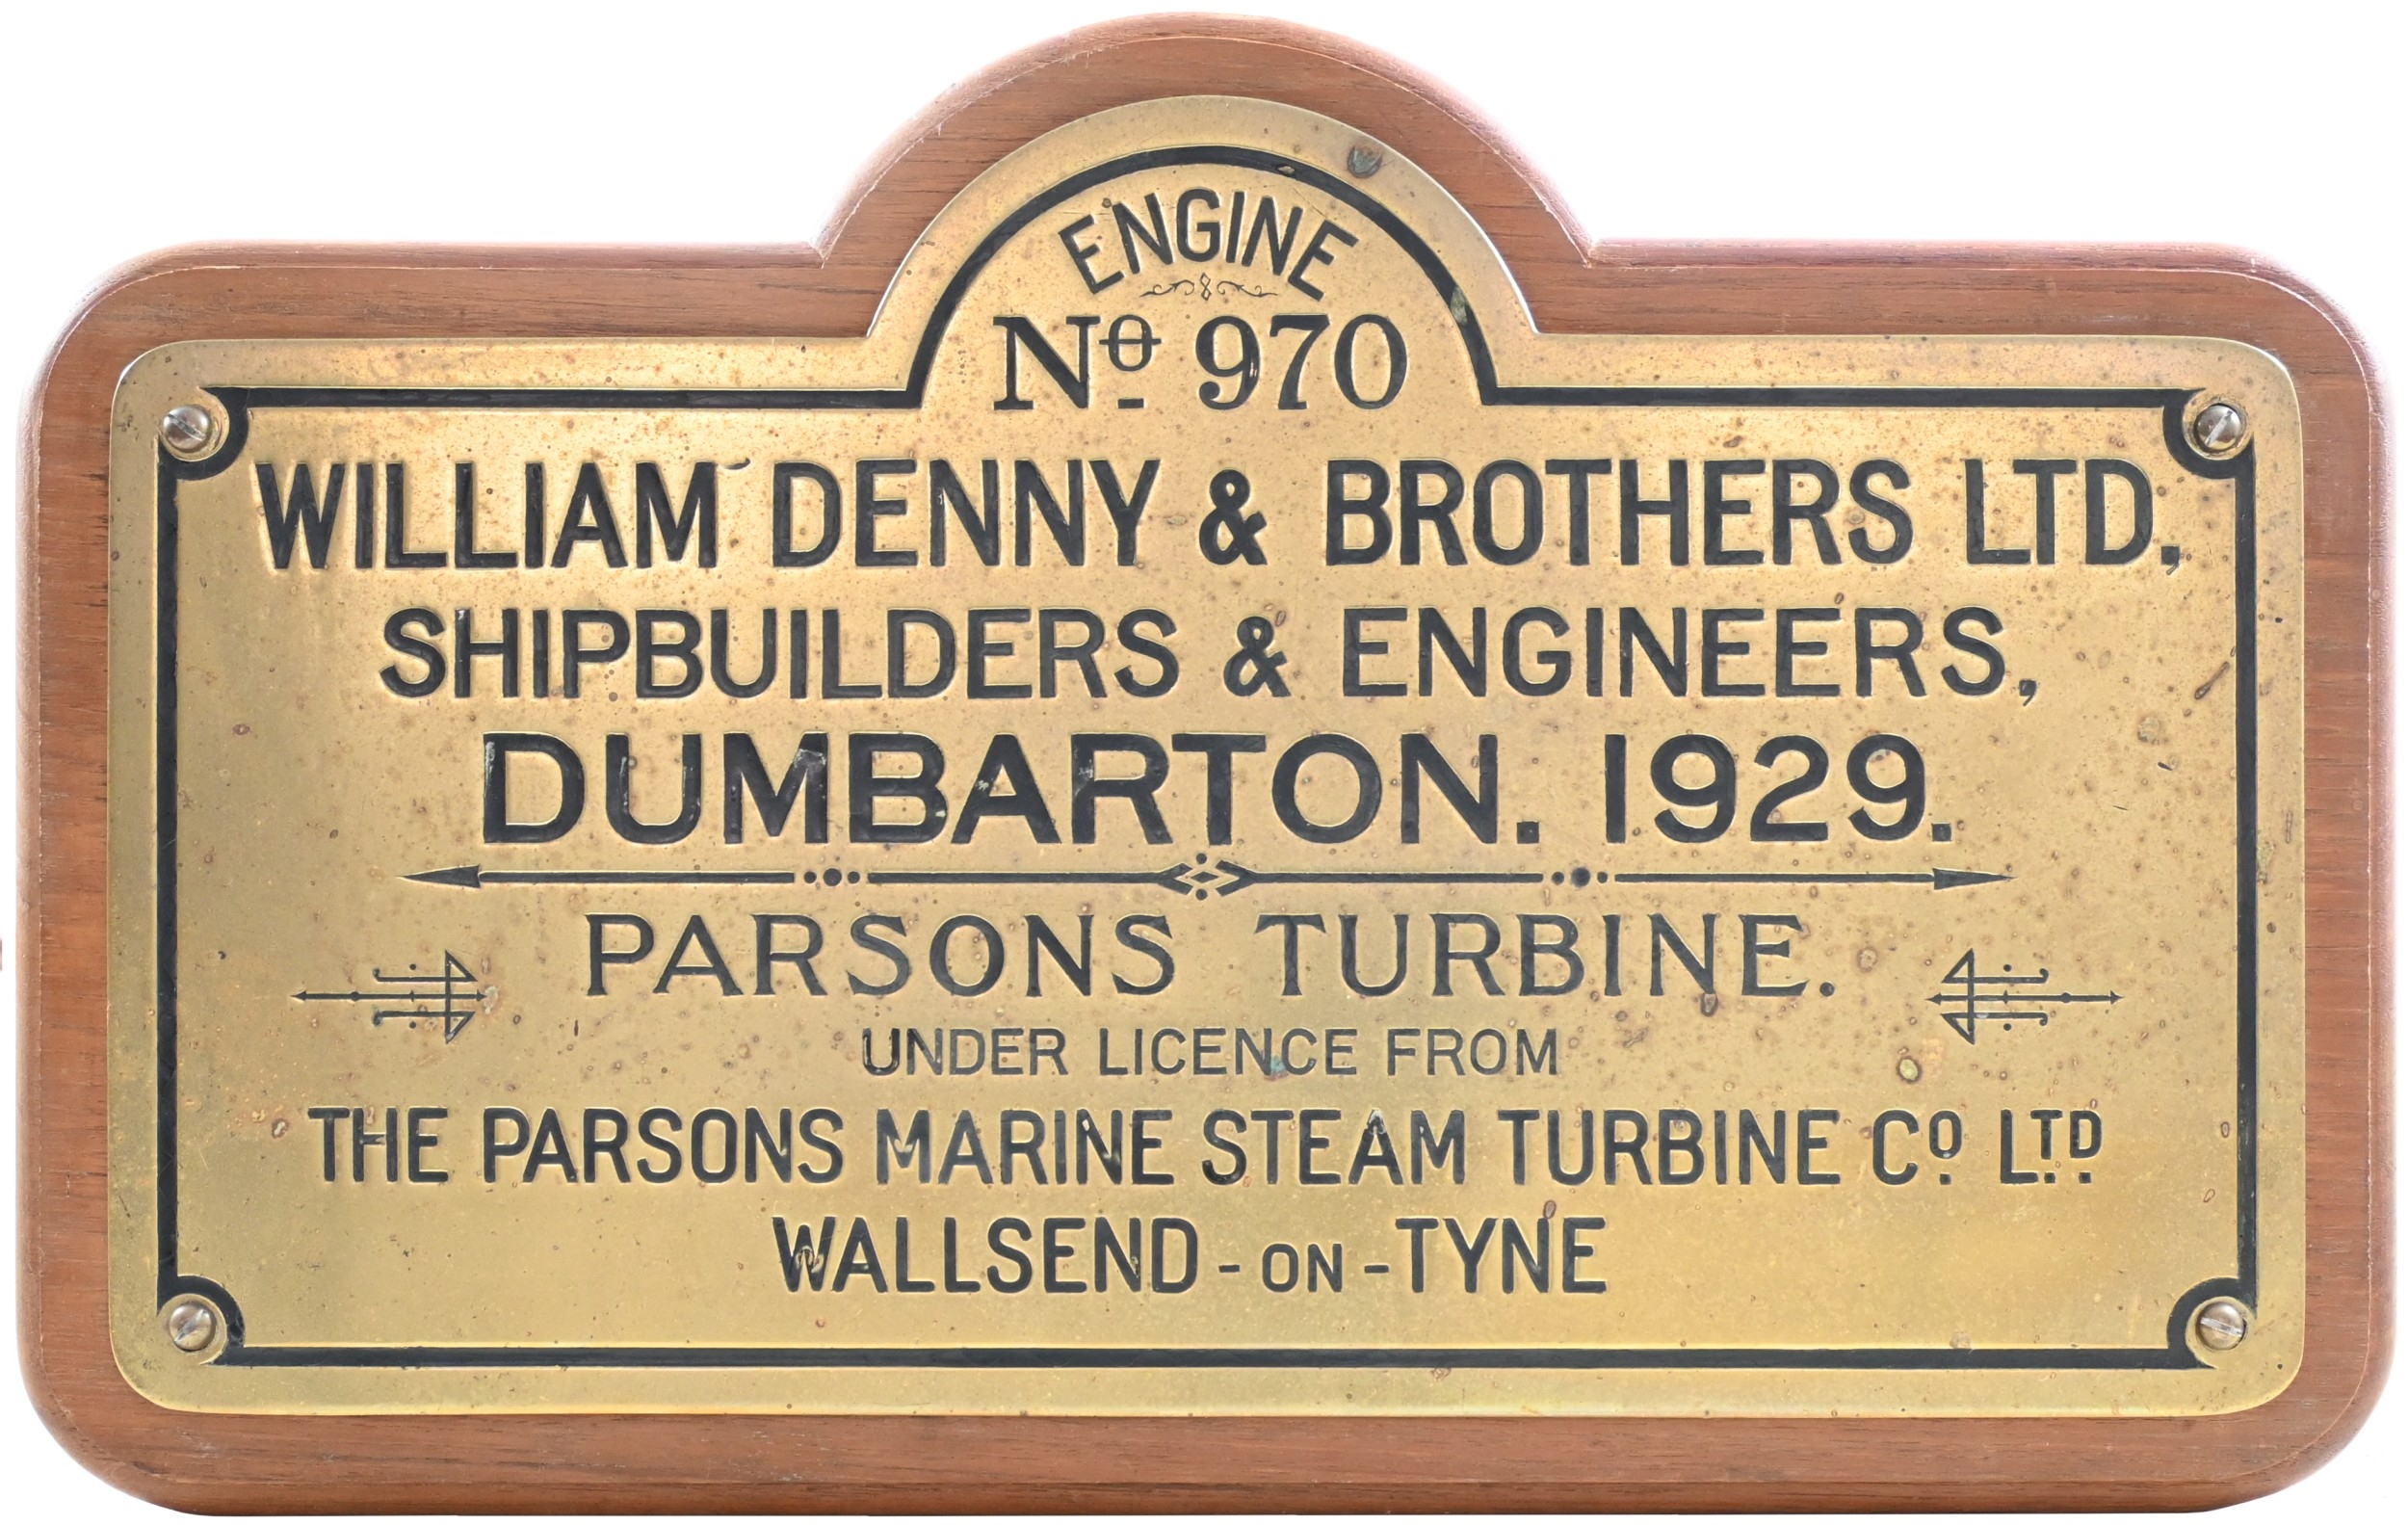 ENGINE
Nº 970
WILLIAM DENNY & BROTHERS LTD,
SHIPBUILDERS & ENGINEERS,
DUMBARTON. 1929.
PARSONS TURBINE.
UNDER LICENCE FROM
THE PARSONS MARINE STEAM TURBINE Cº LTD
WALLSEND-ON-TYNE